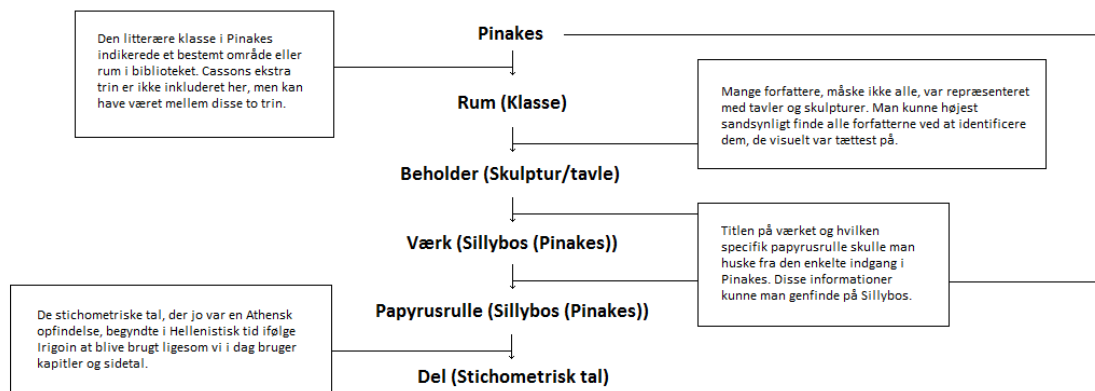 Den litterære klasse i Pinakes
indikerede et bestemt område eller
rum i biblioteket. Cassons ekstra
trin er ikke inkluderet her, men kan
have været mellem disse to trin.
Pinakes
Rum (Klasse)
Mange forfattere, måske ikke alle, var repræsenteret
med tavler og skulpturer. Man kunne højest
sandsynligt finde alle forfatterne ved at identificere
dem, de visuelt var tættest på.
Beholder (Skulptur/tavle)
Værk (Sillybos (Pinakes))
Titlen på værket og hvilken
specifik papyrusrulle skulle man
huske fra den enkelte indgang i
Pinakes. Disse informationer
kunne man genfinde på Sillybos.
Papyrusrulle (Sillybos (Pinakes))
De stichometriske tal, der jo var en Athensk
opfindelse, begyndte i Hellenistisk tid ifølge
Irigoin at blive brugt ligesom vi i dag bruger
kapitler og sidetal.
Del (Stichometrisk tal)